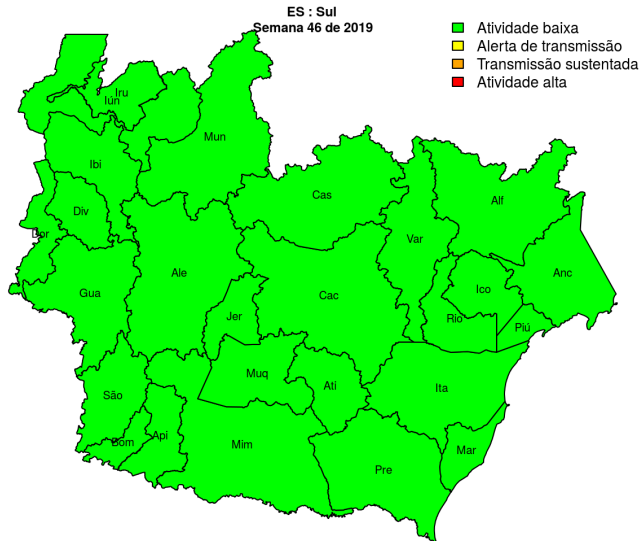 ES : Sul
Semana 46 de 2019
Atividade baixa
Alerta de transmissão
Transmissão sustentada
Atividade alta
Iru
Iún
Mun
Ibi
Cas
Alf
Div
Dor
Var
Ale
Anc
Gua
Cac
Ico
Jer
Rio
Piú
Muq
Ati
Ita
São
Bom
Api
Mim
Mar
Pre